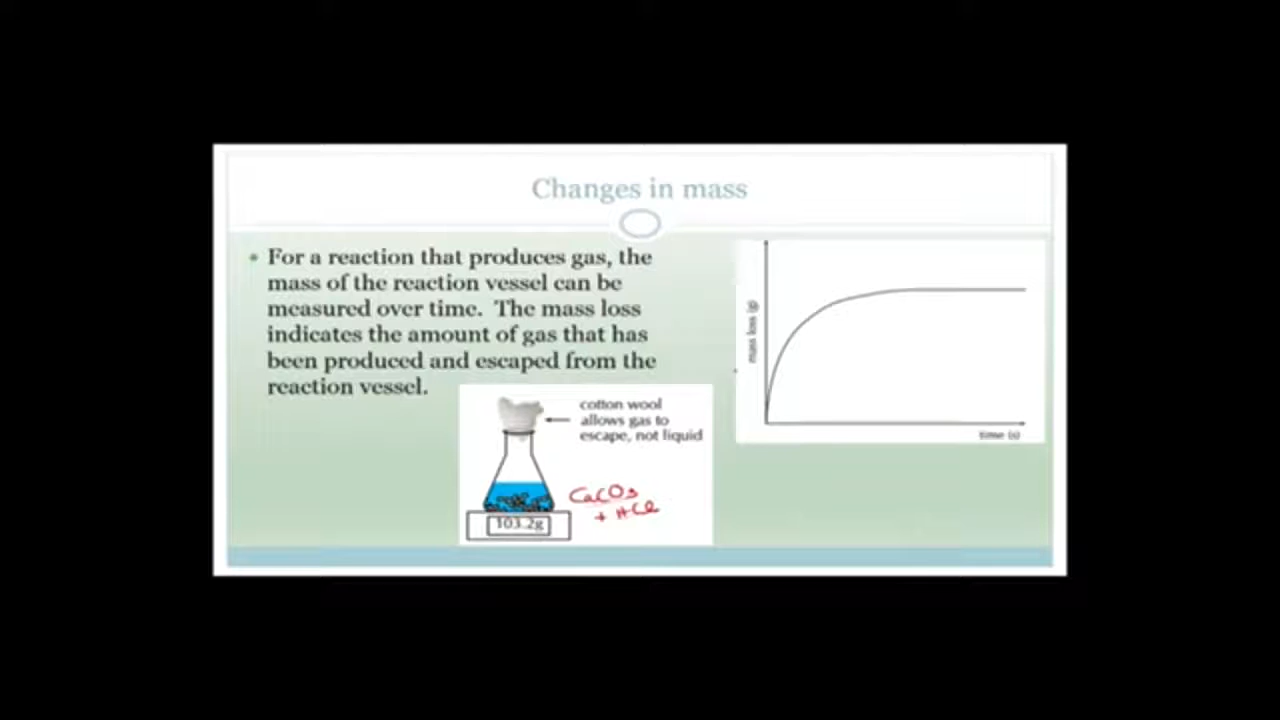 Changes in mass
• For a reaction that produces gas, the
mass of the reaction vessel can be
measured over time. The mass loss
indicates the amount of gas that has
been produced and escaped from the
reaction vessel.
cotton wool
allows gas to
escape, not liquid
CaCO₃
+ HCl
103.2g
mass loss (g)
time (s)